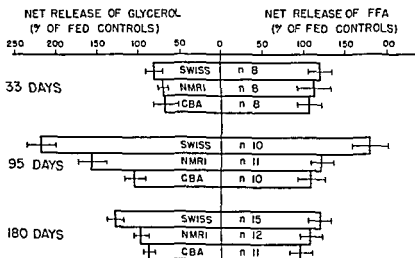 NET RELEASE OF GLYCEROL NET RELEASE OF FFA
(% OF FED CONTROLS) (% OF FED CONTROLS)
250 200 150 100 50 0 50 100 150 00
33 DAYS
SWISS n 8
NMRI n 8
CBA n 8
95 DAYS
SWISS n 10
NMRI n 11
CBA n 10
180 DAYS
SWISS n 15
NMRI n 12
CBA n 11